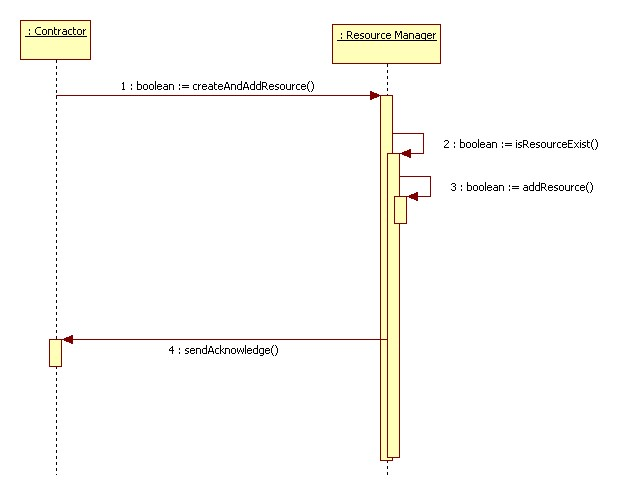 : Contractor
: Resource Manager
1 : boolean := createAndAddResource()
2 : boolean := isResourceExist()
3 : boolean := addResource()
4 : sendAcknowledge()